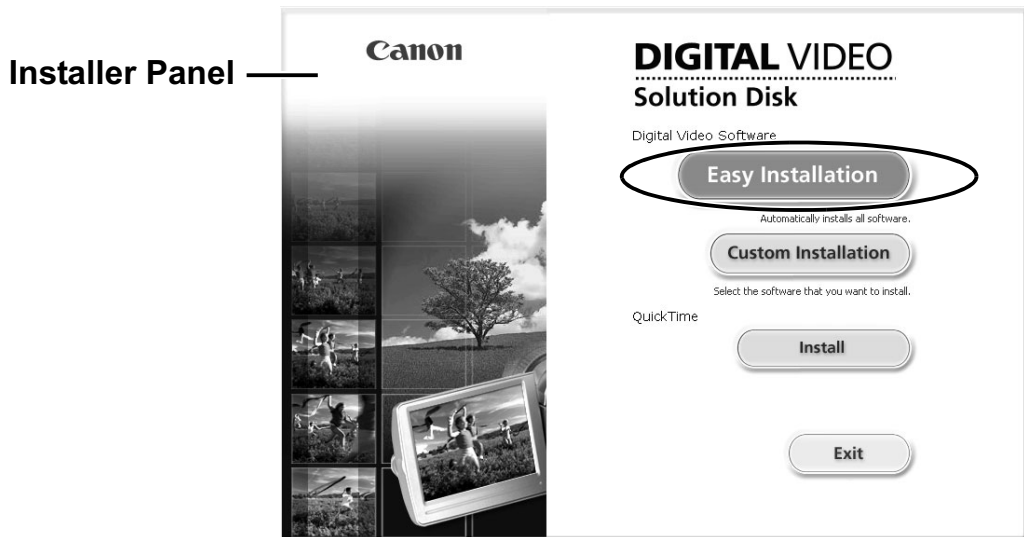 Installer Panel
Canon
DIGITAL VIDEO
Solution Disk
Digital Video Software
Easy Installation
Automatically installs all software.
Custom Installation
Select the software that you want to install.
QuickTime
Install
Exit